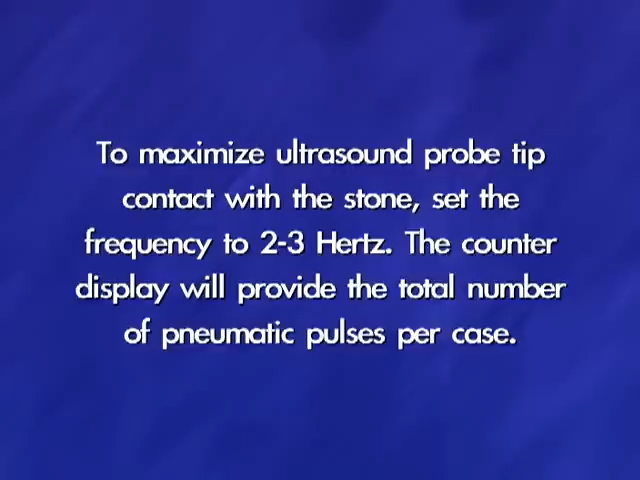 To maximize ultrasound probe tip
contact with the stone, set the
frequency to 2-3 Hertz. The counter
display will provide the total number
of pneumatic pulses per case.